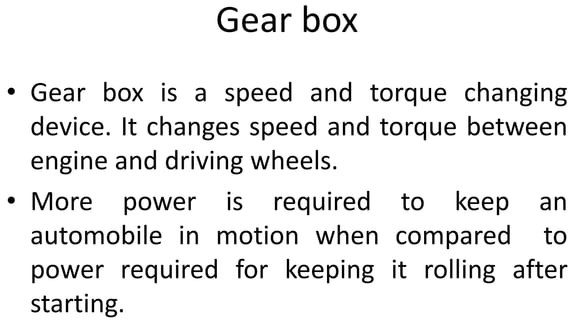 Gear box
• Gear box is a speed and torque changing
device. It changes speed and torque between
engine and driving wheels.
• More power is required to keep an
automobile in motion when compared to
power required for keeping it rolling after
starting.